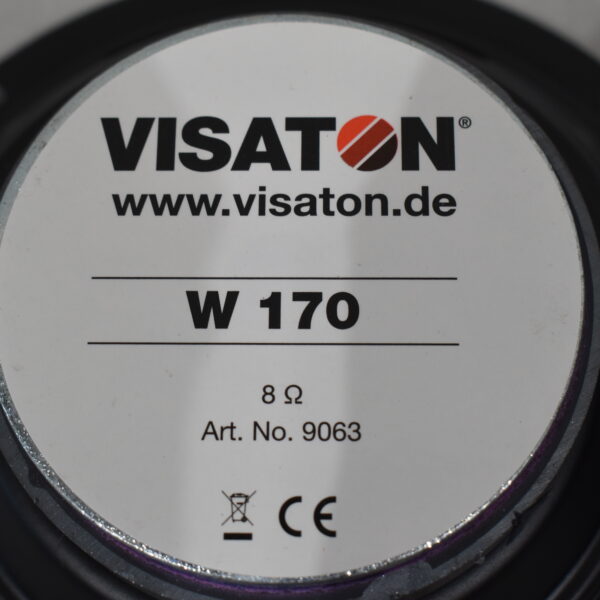 VISATON®
www.visaton.de
W 170
8 Ω
Art. No. 9063
CE